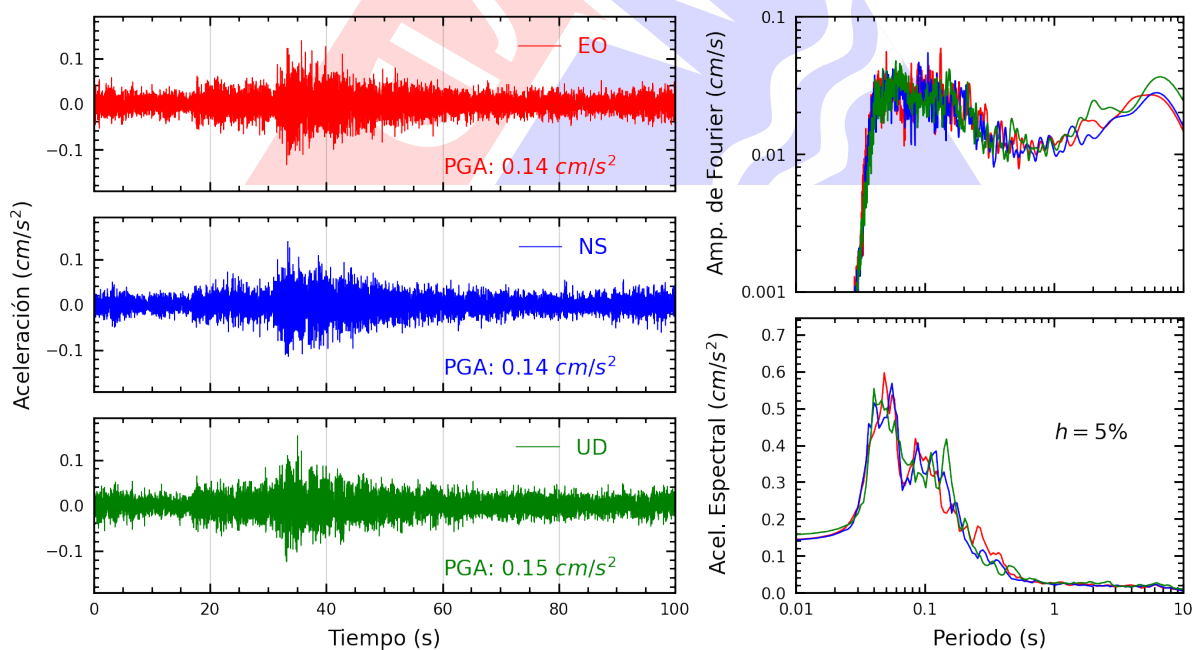 Aceleración (cm/s²)
0.1
0.0
−0.1
EO
PGA: 0.14 cm/s²
0.1
0.0
−0.1
NS
PGA: 0.14 cm/s²
0.1
0.0
−0.1
UD
PGA: 0.15 cm/s²
0 20 40 60 80 100
Tiempo (s)
Amp. de Fourier (cm/s)
0.1
0.01
0.001
Acel. Espectral (cm/s²)
0.7
0.6
0.5
0.4
0.3
0.2
0.1
0.0
h = 5%
0.01 0.1 1 10
Periodo (s)